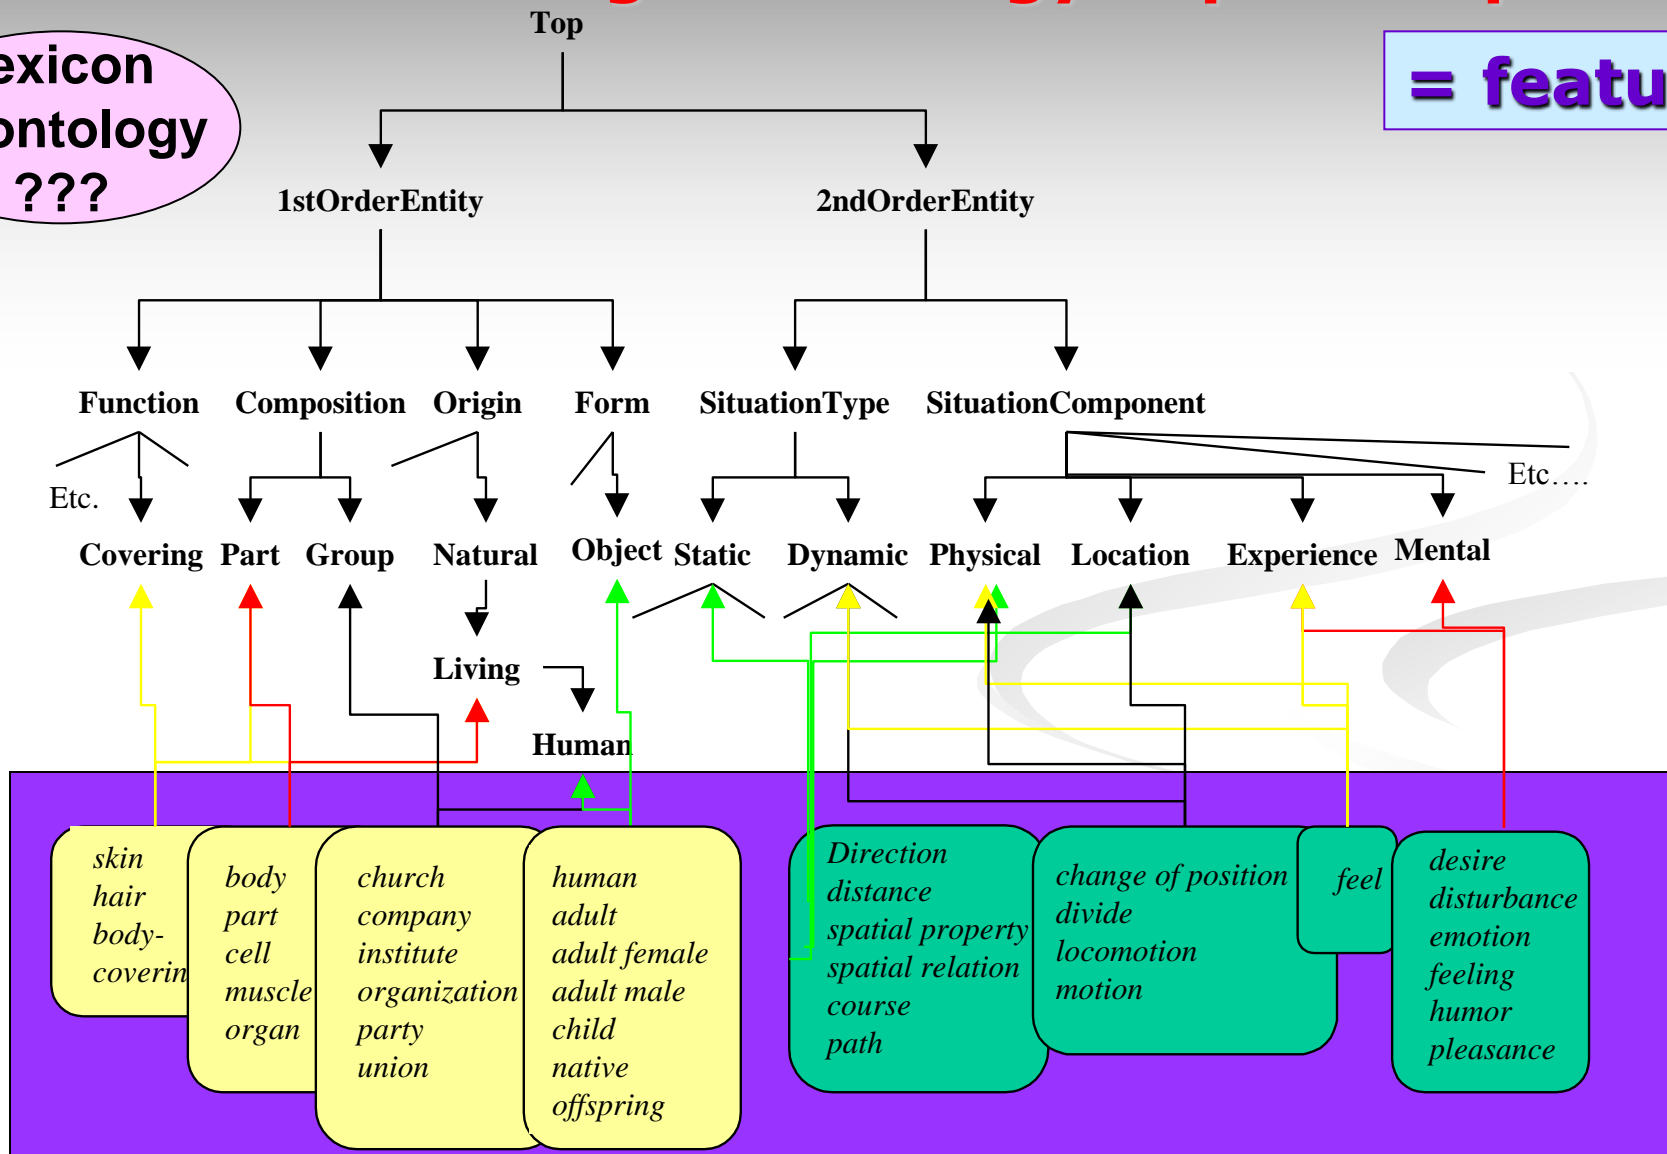 Top
exicon
ontology
???
= featu
1stOrderEntity
2ndOrderEntity
Function
Composition
Origin
Form
SituationType
SituationComponent
Etc.
Etc....
Covering
Part
Group
Natural
Object
Static
Dynamic
Physical
Location
Experience
Mental
Living
Human
skin
hair
body-
coverin
body
part
cell
muscle
organ
church
company
institute
organization
party
union
human
adult
adult female
adult male
child
native
offspring
Direction
distance
spatial property
spatial relation
course
path
change of position
divide
locomotion
motion
feel
desire
disturbance
emotion
feeling
humor
pleasance